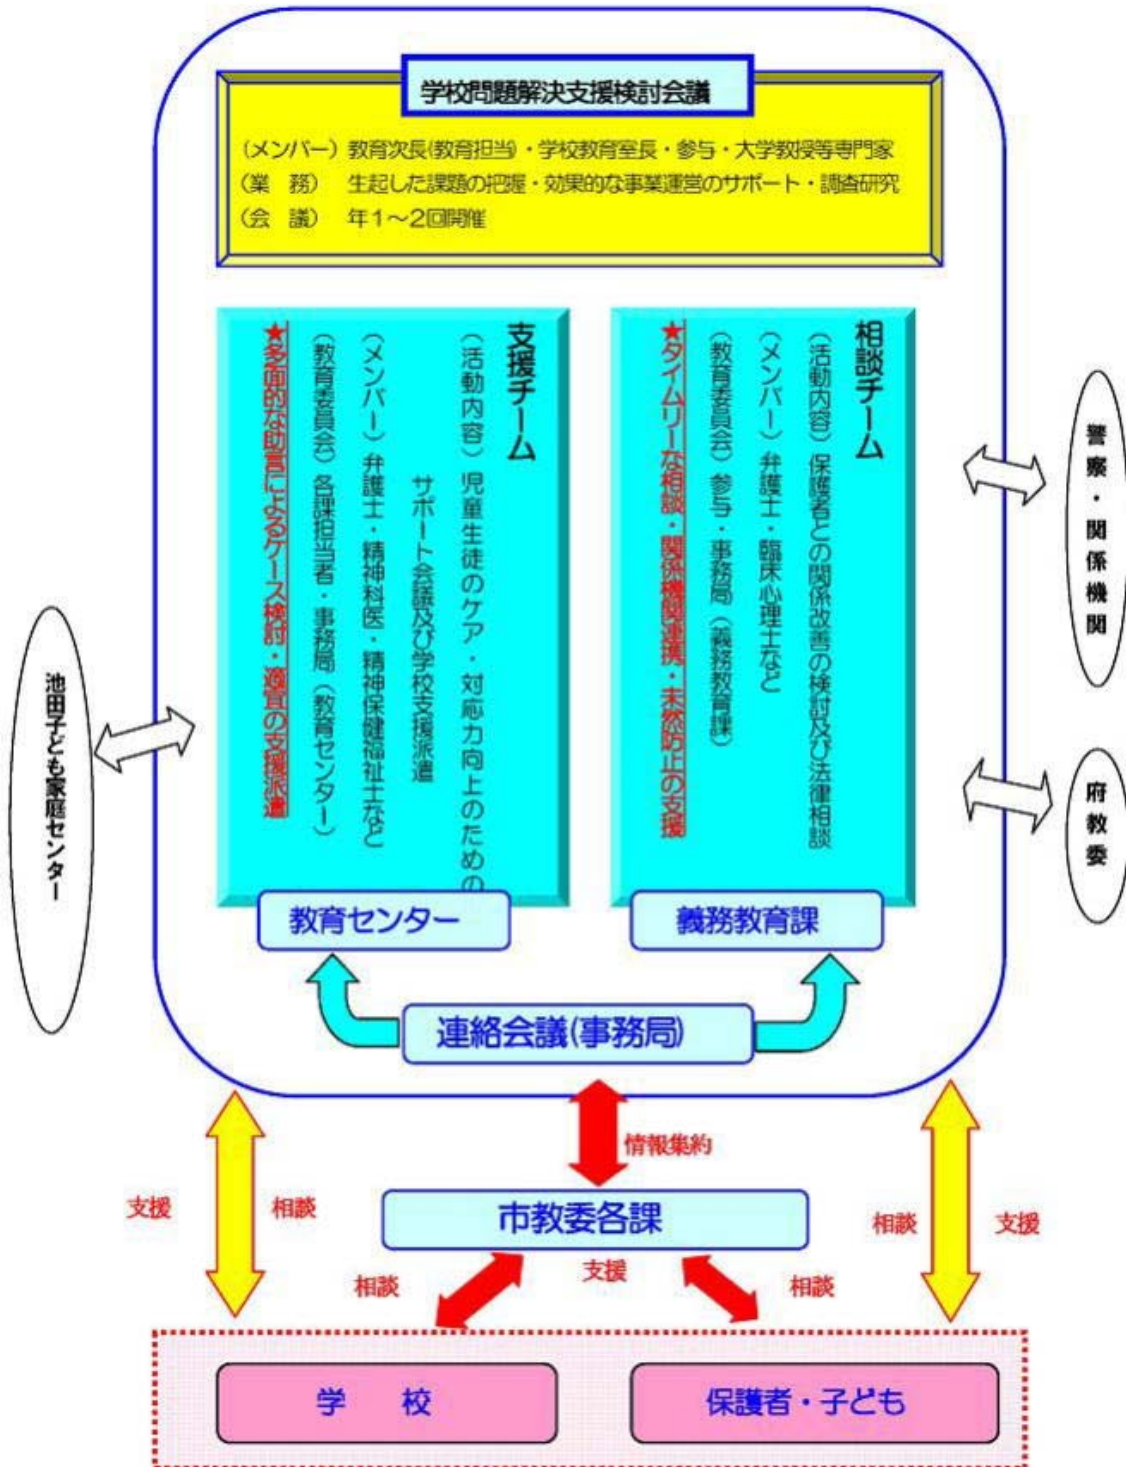 学校問題解決支援検討会議
（メンバー）教育次長(教育担当)・学校教育室長・参与・大学教授等専門家
（業　務）　生起した課題の把握・効果的な事業運営のサポート・調査研究
（会　議）　年１～２回開催
相談チーム
（活動内容）保護者との関係改善の検討及び法律相談
（メンバー）弁護士・臨床心理士など
（教育委員会）参与・事務局（義務教育課）
★タイムリーな相談・関係機関連携・未然防止の支援
義務教育課
支援チーム
（活動内容）児童生徒のケア・対応力向上のための
サポート会議及び学校支援派遣
（メンバー）弁護士・精神科医・精神保健福祉士など
（教育委員会）各課担当者・事務局（教育センター）
★多面的な助言によるケース検討・適宜の支援派遣
教育センター
警察・関係機関
府教委
池田子ども家庭センター
連絡会議(事務局)
情報集約
支援
相談
市教委各課
相談
支援
相談
支援
相談
学　校
保護者・子ども